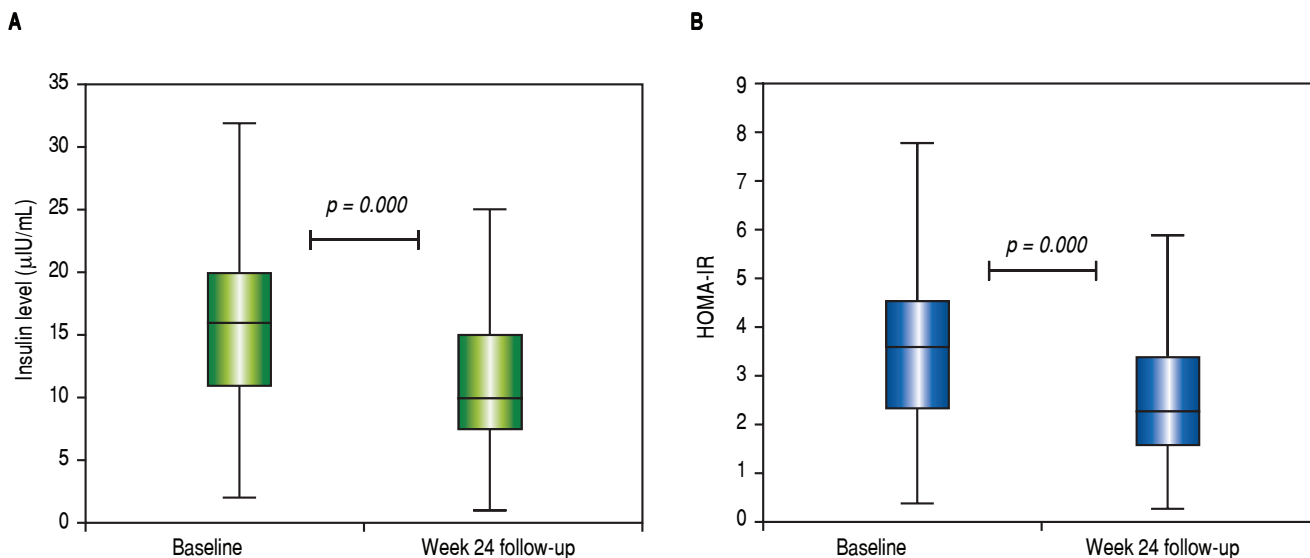 A
Insulin level (µIU/mL)
35
30
25
20
15
10
5
0
p = 0.000
Baseline
Week 24 follow-up
B
HOMA-IR
9
8
7
6
5
4
3
2
1
0
p = 0.000
Baseline
Week 24 follow-up